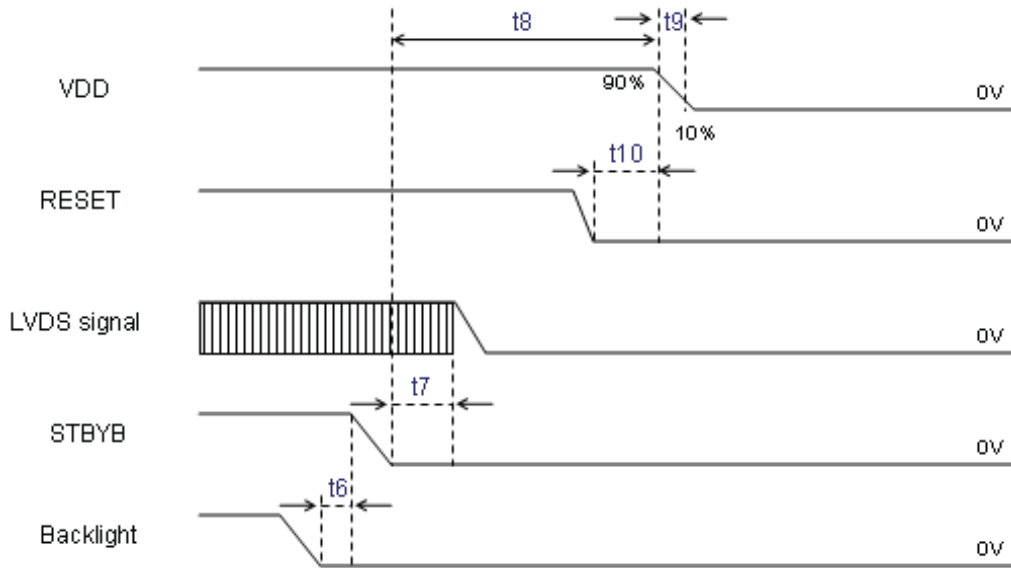 t8
t9
VDD
90%
0V
10%
t10
RESET
0V
LVDS signal
0V
t7
STBYB
0V
t6
Backlight
0V